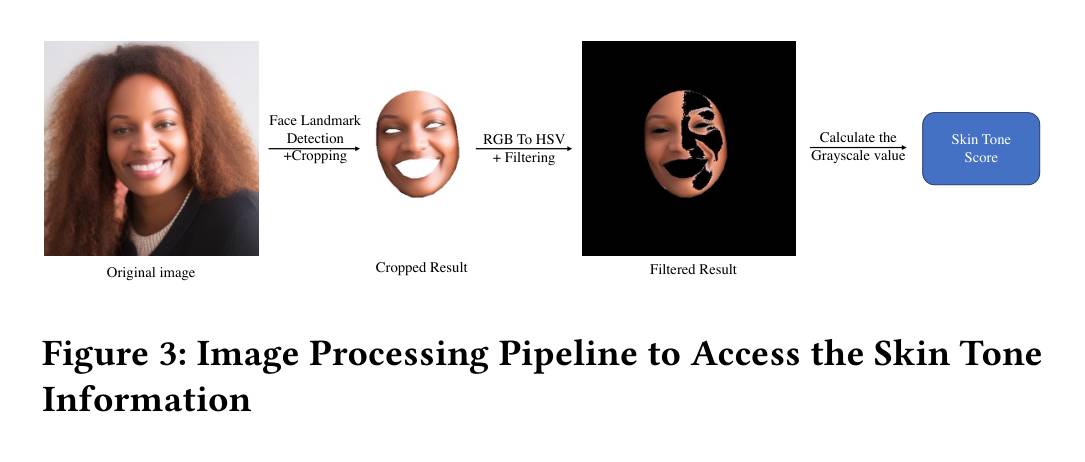 Face Landmark
Detection
+Cropping
RGB To HSV
+ Filtering
Calculate the
Grayscale value
Skin Tone
Score
Original image
Cropped Result
Filtered Result
Figure 3: Image Processing Pipeline to Access the Skin Tone
Information